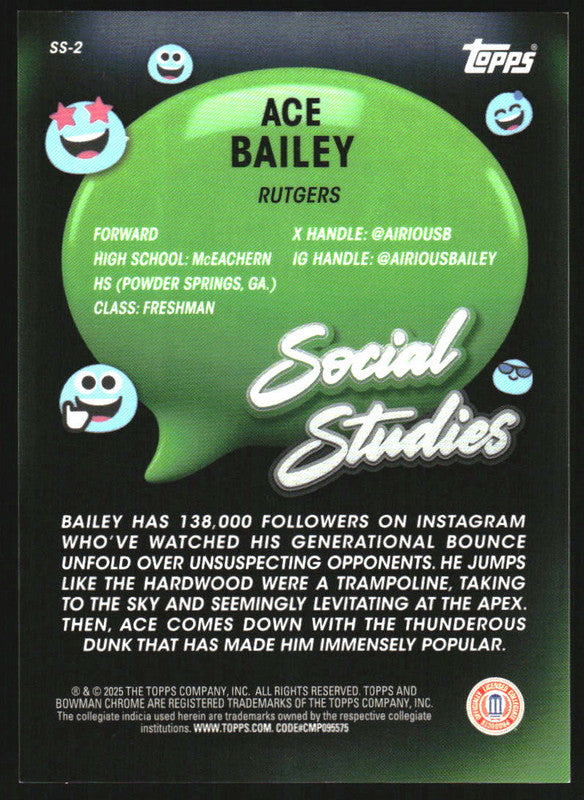 SS-2
topps®
ACE
BAILEY
RUTGERS
FORWARD
HIGH SCHOOL: McEACHERN
HS (POWDER SPRINGS, GA.)
CLASS: FRESHMAN
X HANDLE: @AIRIOUSB
IG HANDLE: @AIRIOUSBAILEY
Social
Studies
BAILEY HAS 138,000 FOLLOWERS ON INSTAGRAM
WHO'VE WATCHED HIS GENERATIONAL BOUNCE
UNFOLD OVER UNSUSPECTING OPPONENTS. HE JUMPS
LIKE THE HARDWOOD WERE A TRAMPOLINE, TAKING
TO THE SKY AND SEEMINGLY LEVITATING AT THE APEX.
THEN, ACE COMES DOWN WITH THE THUNDEROUS
DUNK THAT HAS MADE HIM IMMENSELY POPULAR.
® & © 2025 THE TOPPS COMPANY, INC. ALL RIGHTS RESERVED. TOPPS AND
BOWMAN CHROME ARE REGISTERED TRADEMARKS OF THE TOPPS COMPANY, INC.
The collegiate indicia used herein are trademarks owned by the respective collegiate
institutions. WWW.TOPPS.COM. CODE#CMP095575
OFFICIALLY LICENSED COLLEGIATE PRODUCTS